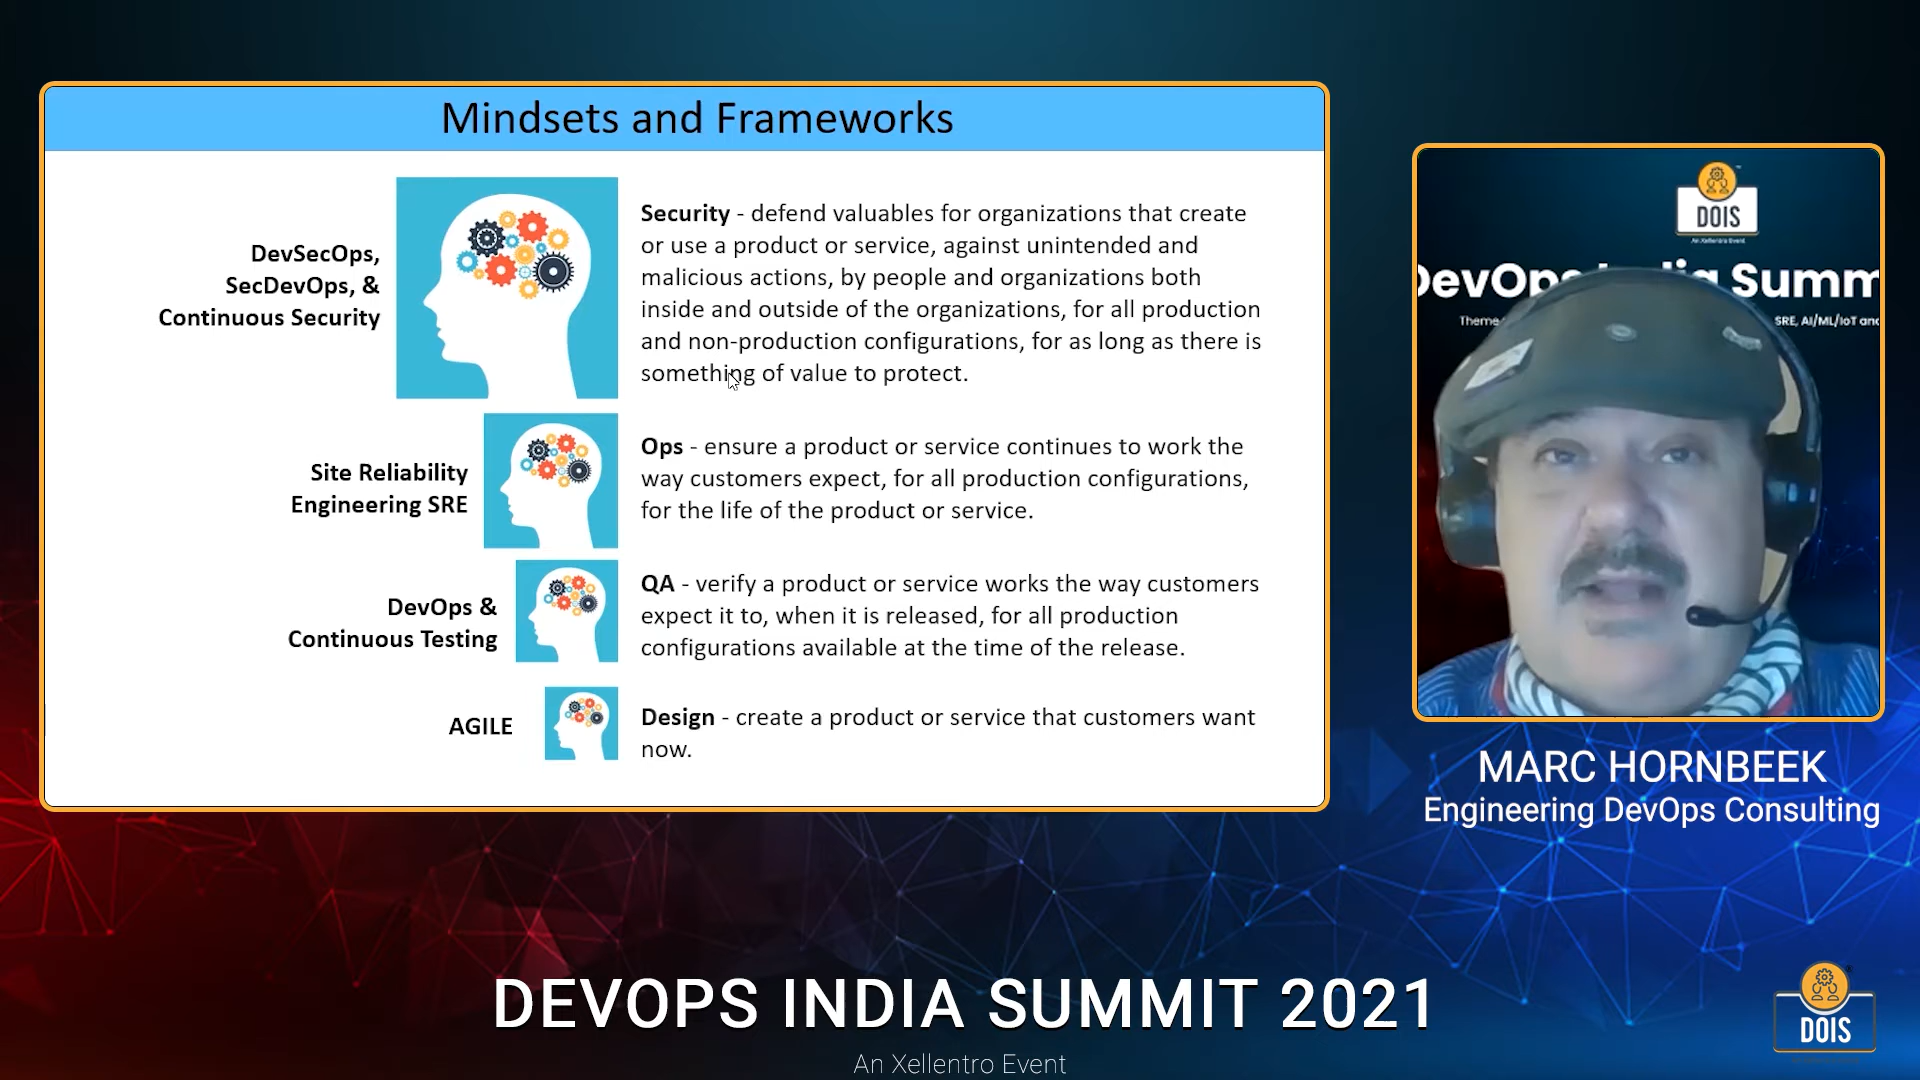 Mindsets and Frameworks
DevSecOps,
SecDevOps, &
Continuous Security
Security - defend valuables for organizations that create
or use a product or service, against unintended and
malicious actions, by people and organizations both
inside and outside of the organizations, for all production
and non-production configurations, for as long as there is
something of value to protect.
Site Reliability
Engineering SRE
Ops - ensure a product or service continues to work the
way customers expect, for all production configurations,
for the life of the product or service.
DevOps &
Continuous Testing
QA - verify a product or service works the way customers
expect it to, when it is released, for all production
configurations available at the time of the release.
AGILE
Design - create a product or service that customers want
now.
DOIS
An Xellentro Event
DevOps India Summ
Theme
SRE, AI/ML/IoT and
MARC HORNBEEK
Engineering DevOps Consulting
DEVOPS INDIA SUMMIT 2021
An Xellentro Event
DOIS